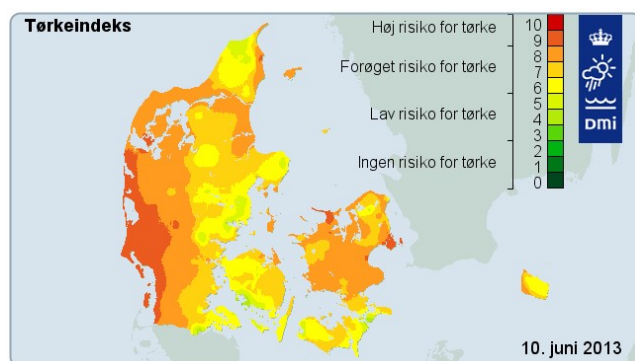 Tørkeindeks
Høj risiko for tørke
Forøget risiko for tørke
Lav risiko for tørke
Ingen risiko for tørke
10
9
8
7
6
5
4
3
2
1
0
DMI
10. juni 2013